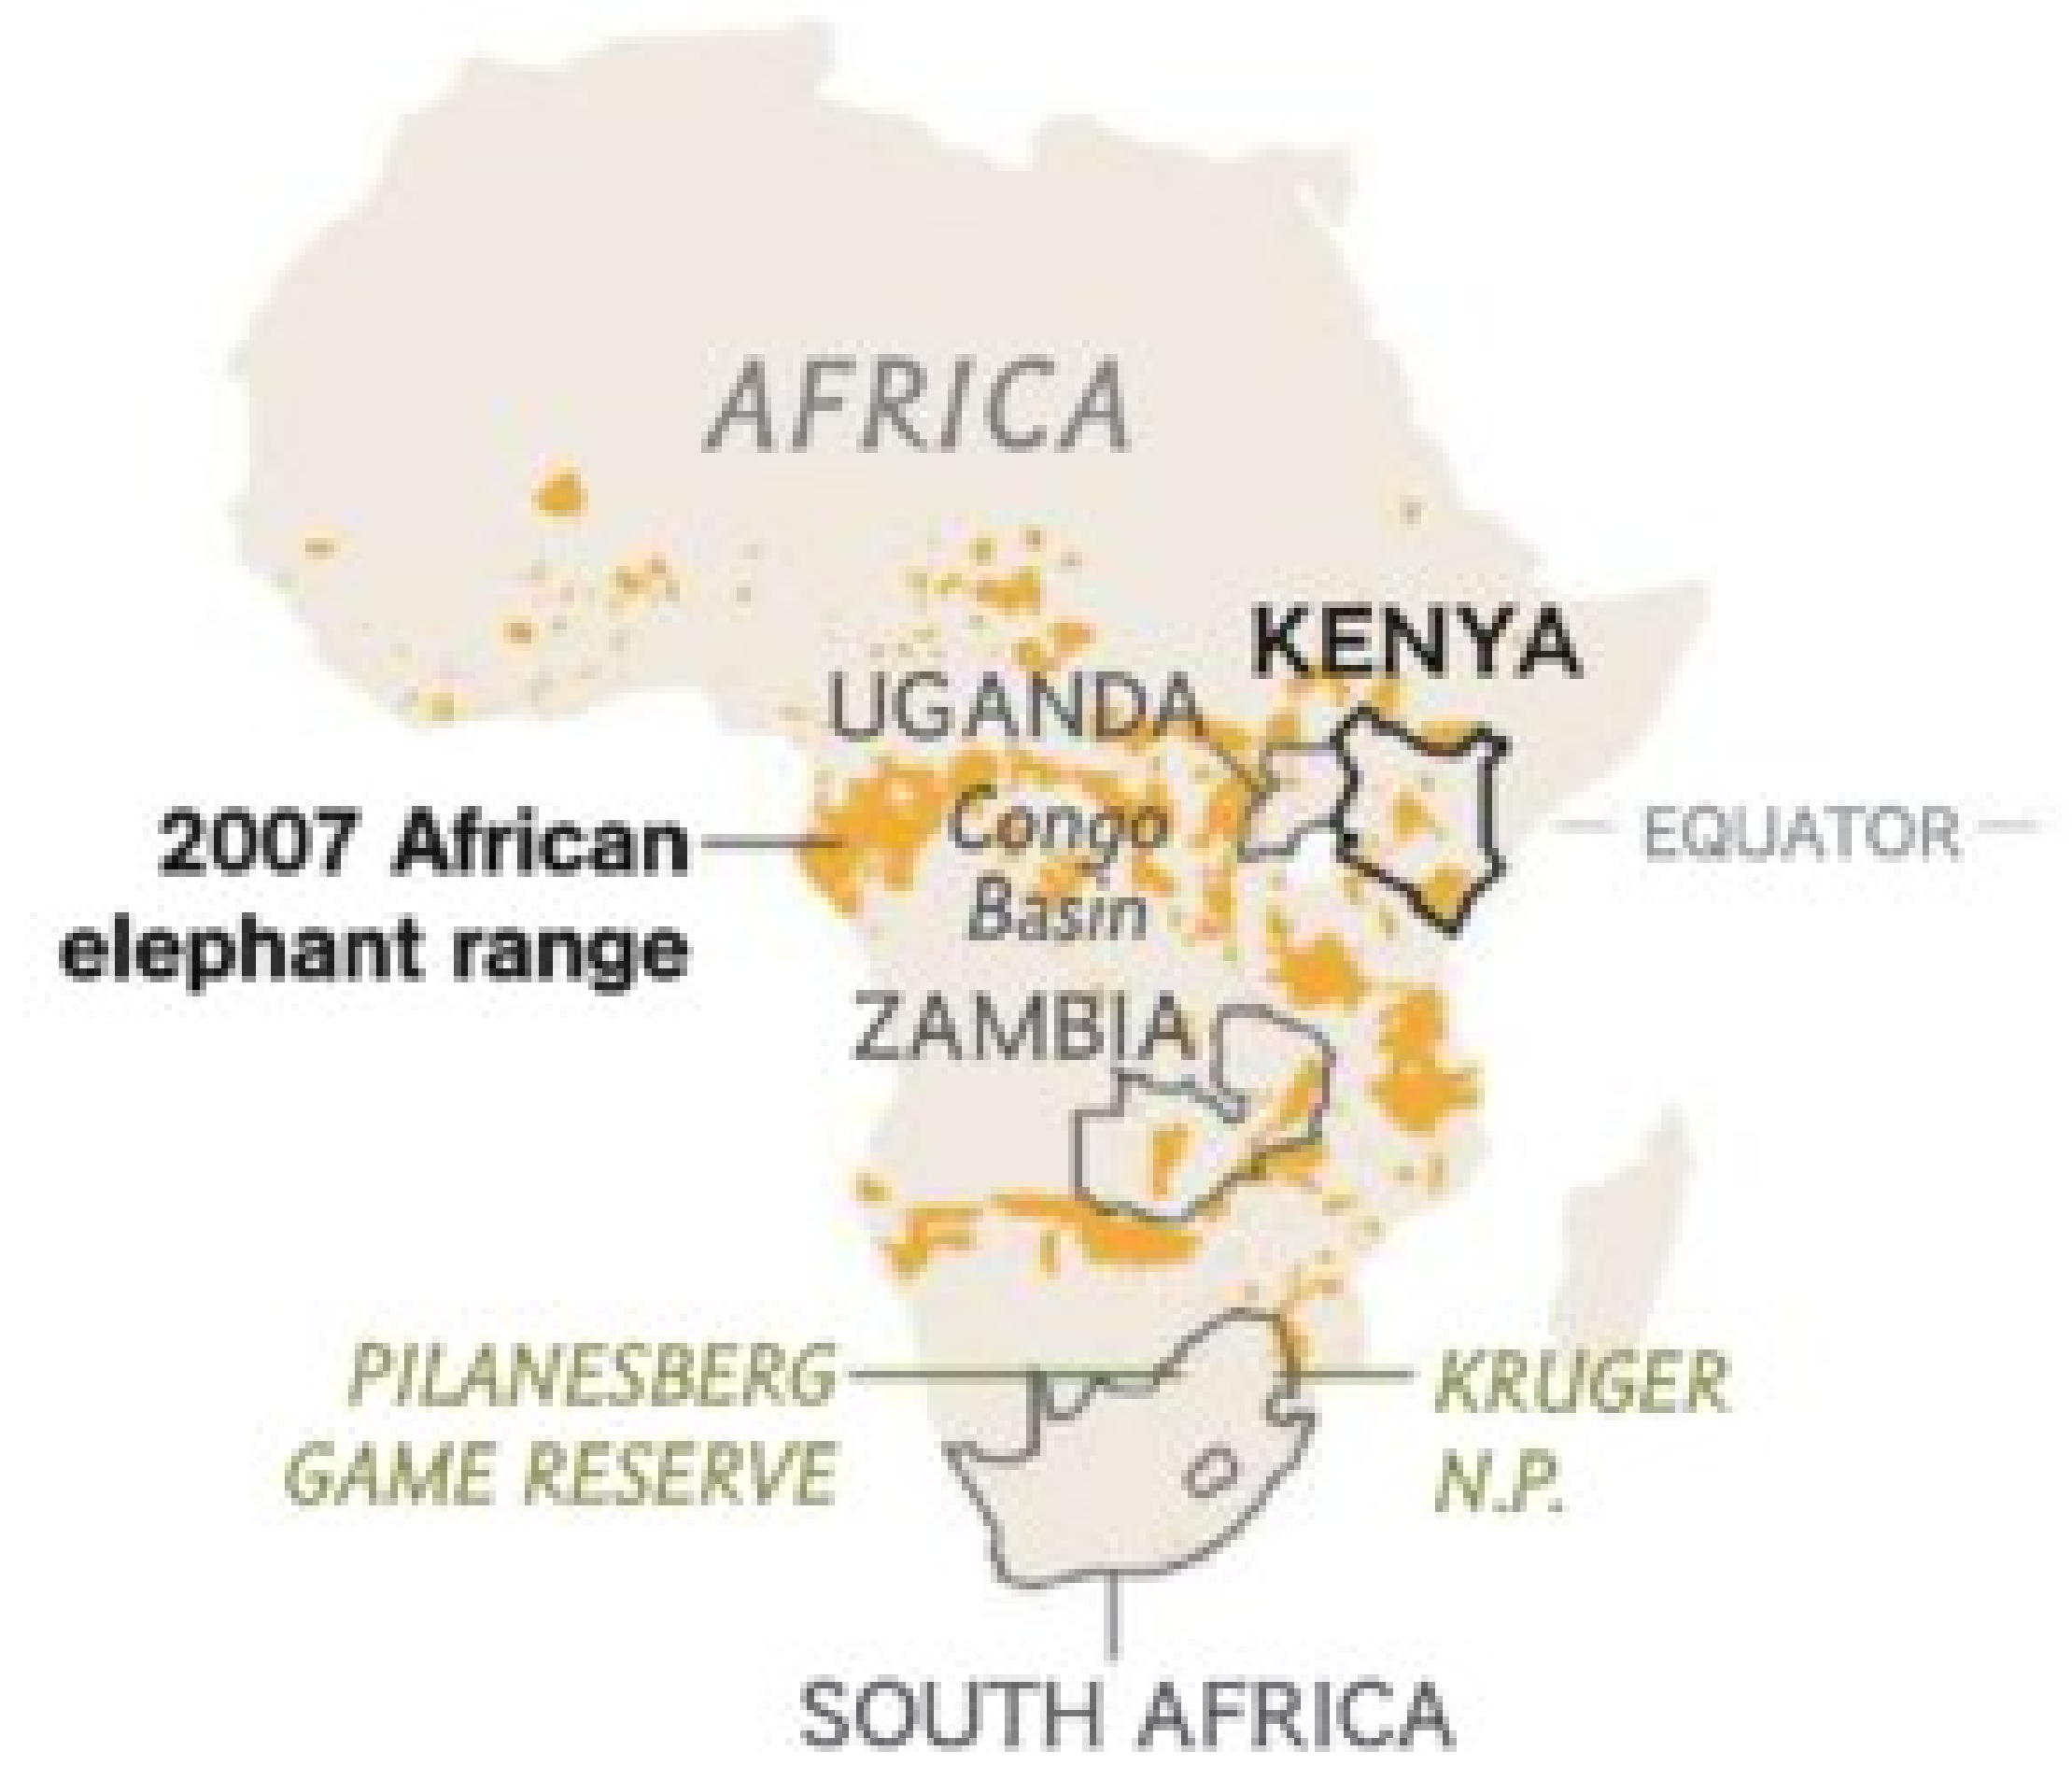 AFRICA
KENYA
UGANDA
2007 African
elephant range
Congo
Basin
EQUATOR
ZAMBIA
PILANESBERG
GAME RESERVE
KRUGER
N.P.
SOUTH AFRICA